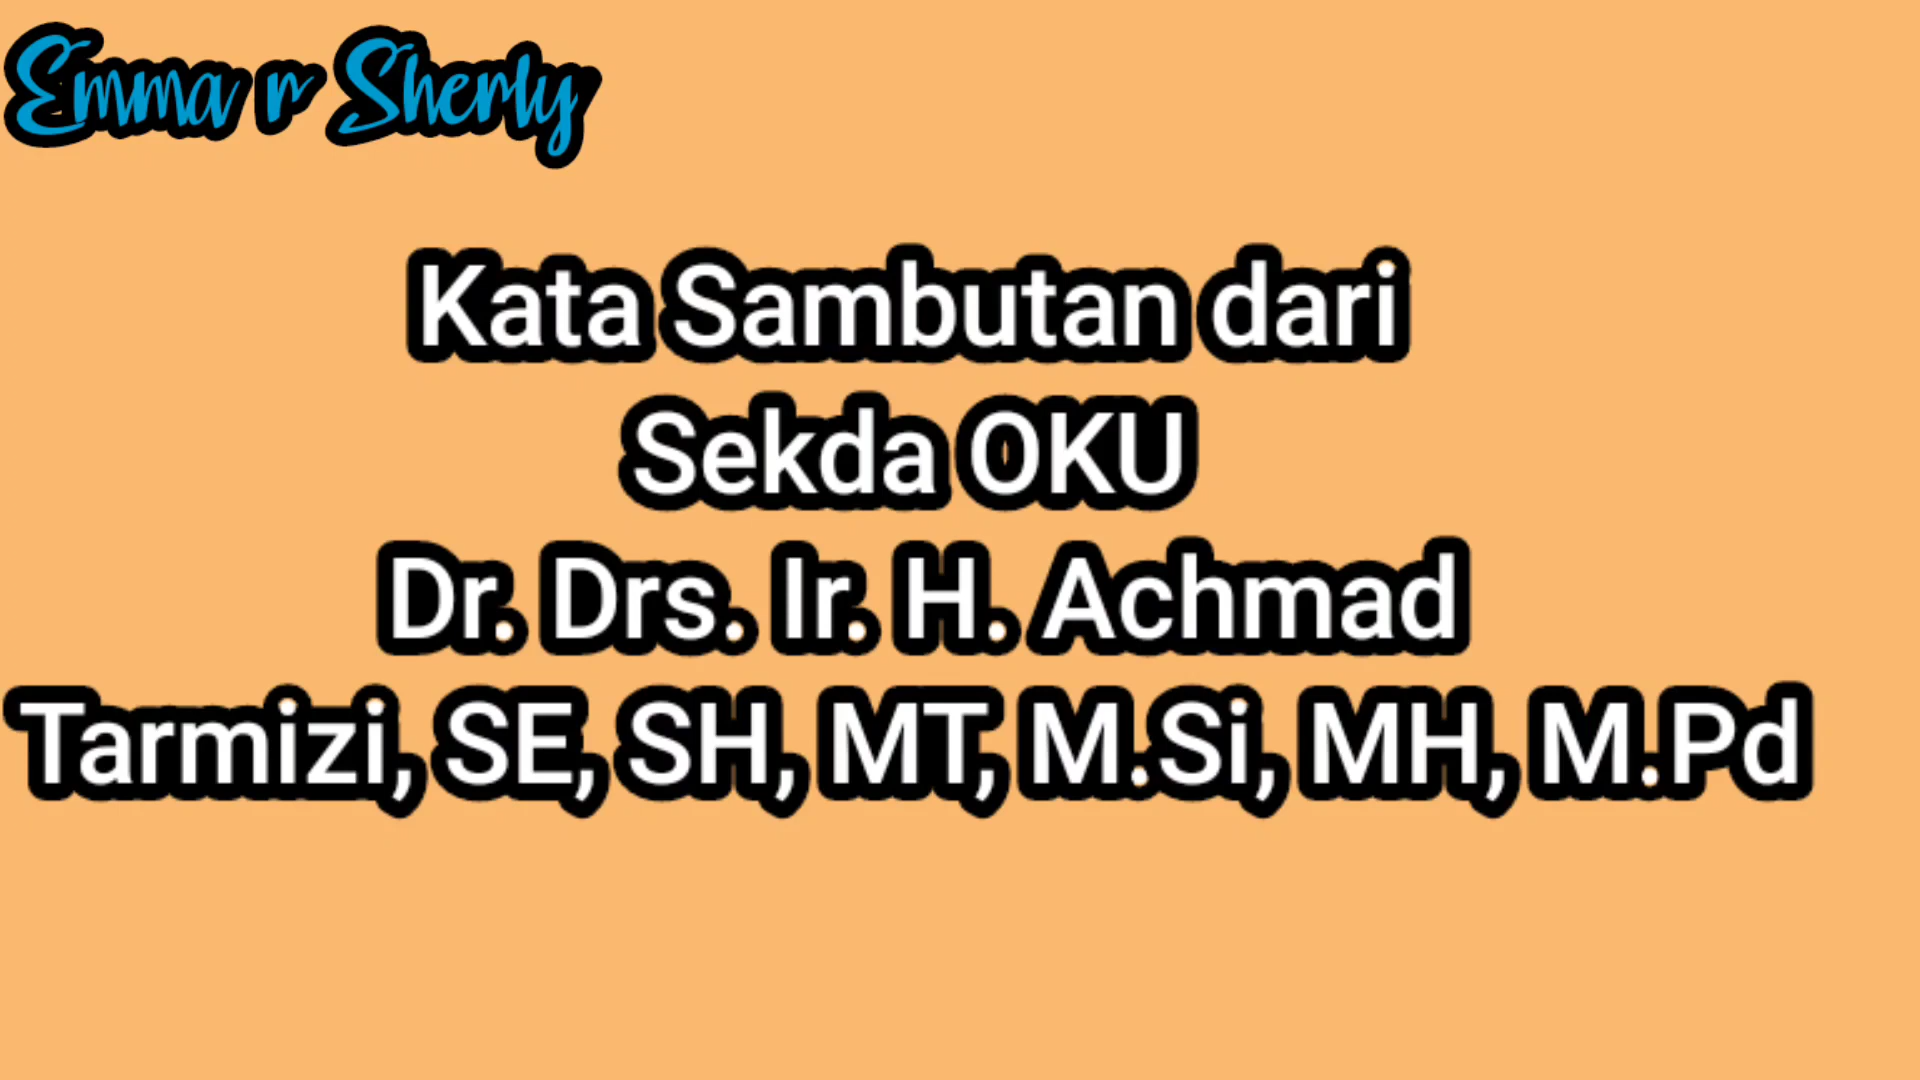 Emma r Sherly
Kata Sambutan dari
Sekda OKU
Dr. Drs. Ir. H. Achmad
Tarmizi, SE, SH, MT, M.Si, MH, M.Pd